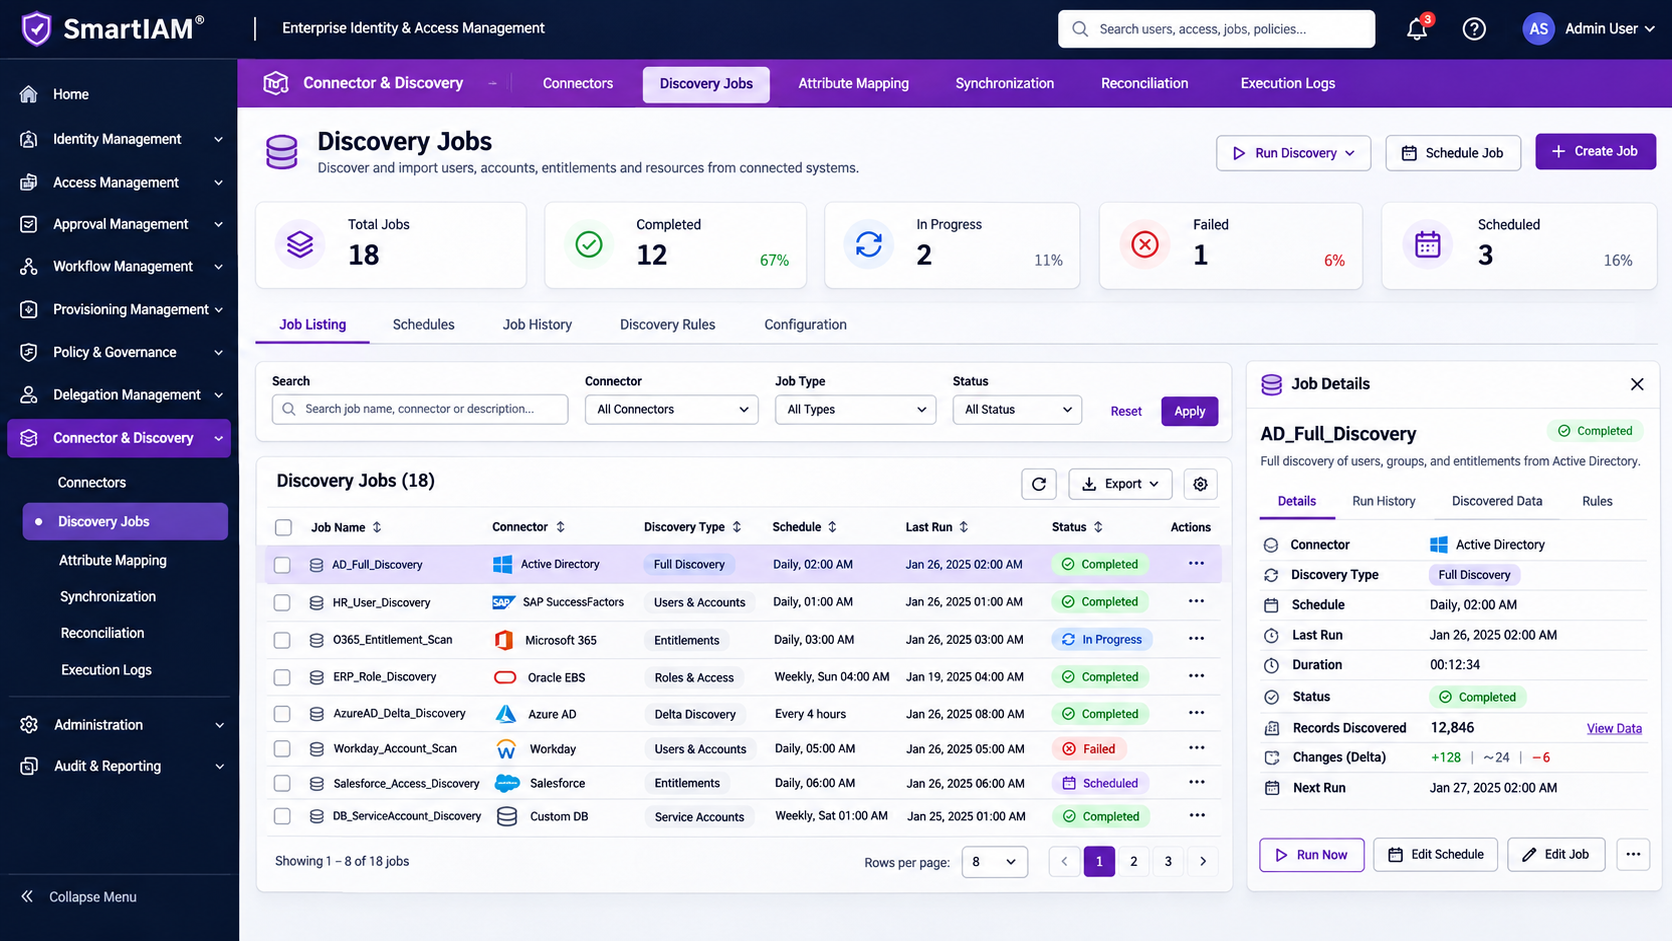 SmartIAM®
Enterprise Identity & Access Management
Search users, access, jobs, policies...
3
AS
Admin User
Home
Identity Management
Access Management
Approval Management
Workflow Management
Provisioning Management
Policy & Governance
Delegation Management
Connector & Discovery
Connectors
Discovery Jobs
Attribute Mapping
Synchronization
Reconciliation
Execution Logs
Administration
Audit & Reporting
Collapse Menu
Connector & Discovery
Connectors
Discovery Jobs
Attribute Mapping
Synchronization
Reconciliation
Execution Logs
Discovery Jobs
Discover and import users, accounts, entitlements and resources from connected systems.
Run Discovery
Schedule Job
+ Create Job
Total Jobs
18
Completed
12
67%
In Progress
2
11%
Failed
1
6%
Scheduled
3
16%
Job Listing
Schedules
Job History
Discovery Rules
Configuration
Search
Search job name, connector or description...
Connector
All Connectors
Job Type
All Types
Status
All Status
Reset
Apply
Discovery Jobs (18)
Export
Job Name Connector Discovery Type Schedule Last Run Status Actions
AD_Full_Discovery Active Directory Full Discovery Daily, 02:00 AM Jan 26, 2025 02:00 AM Completed ...
HR_User_Discovery SAP SAP SuccessFactors Users & Accounts Daily, 01:00 AM Jan 26, 2025 01:00 AM Completed ...
O365_Entitlement_Scan Microsoft 365 Entitlements Daily, 03:00 AM Jan 26, 2025 03:00 AM In Progress ...
ERP_Role_Discovery Oracle EBS Roles & Access Weekly, Sun 04:00 AM Jan 19, 2025 04:00 AM Completed ...
AzureAD_Delta_Discovery Azure AD Delta Discovery Every 4 hours Jan 26, 2025 08:00 AM Completed ...
Workday_Account_Scan Workday Users & Accounts Daily, 05:00 AM Jan 26, 2025 05:00 AM Failed ...
Salesforce_Access_Discovery Salesforce Entitlements Daily, 06:00 AM Jan 26, 2025 06:00 AM Scheduled ...
DB_ServiceAccount_Discovery Custom DB Service Accounts Weekly, Sat 01:00 AM Jan 25, 2025 01:00 AM Completed ...
Showing 1 – 8 of 18 jobs
Rows per page: 8
< 1 2 3 >
Job Details
AD_Full_Discovery
Completed
Full discovery of users, groups, and entitlements from Active Directory.
Details
Run History
Discovered Data
Rules
Connector Active Directory
Discovery Type Full Discovery
Schedule Daily, 02:00 AM
Last Run Jan 26, 2025 02:00 AM
Duration 00:12:34
Status Completed
Records Discovered 12,846 View Data
Changes (Delta) +128 | ~24 | −6
Next Run Jan 27, 2025 02:00 AM
Run Now
Edit Schedule
Edit Job
...